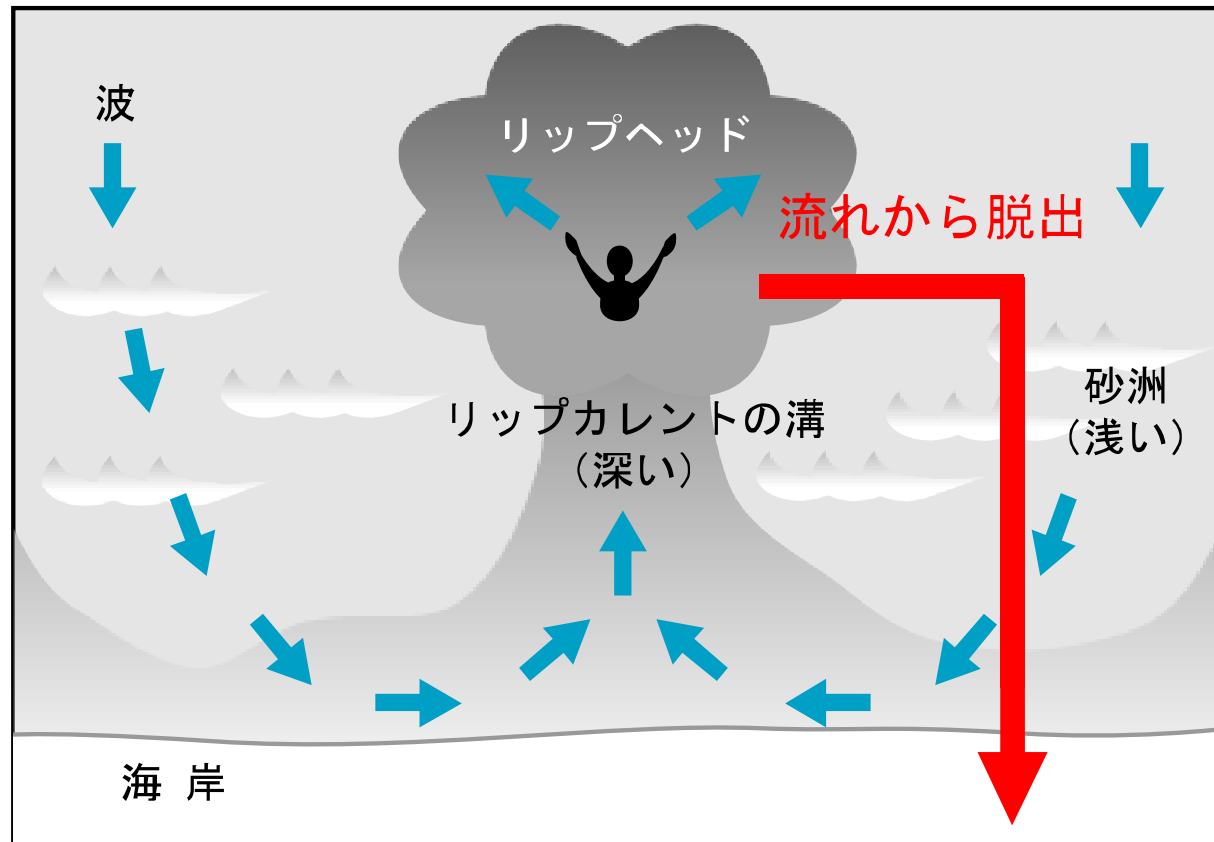 波
リップヘッド
流れから脱出
リップカレントの溝
（深い）
砂洲
（浅い）
海 岸